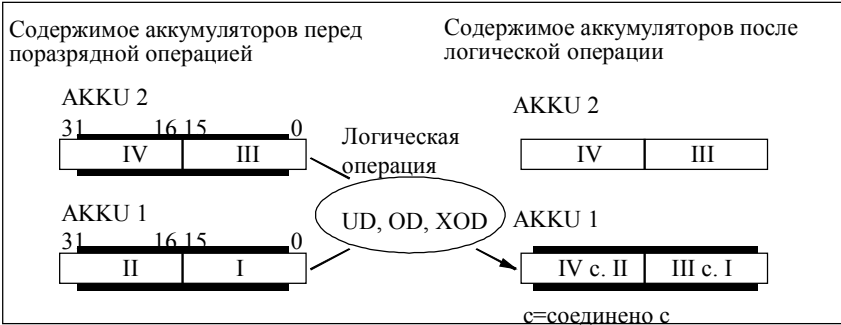 Содержимое аккумуляторов перед
поразрядной операцией
Содержимое аккумуляторов после
логической операции
AKKU 2
31 16 15 0
IV III
AKKU 1
31 16 15 0
II I
Логическая
операция
UD, OD, XOD
AKKU 2
IV III
AKKU 1
IV с. II III с. I
с=соединено с